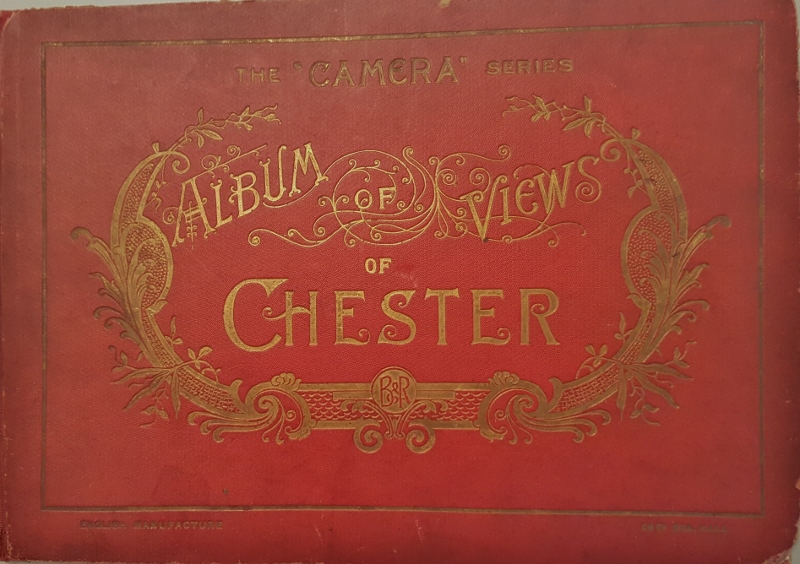 THE "CAMERA" SERIES
ALBUM OF VIEWS
OF
CHESTER
B&R
ENGLISH MANUFACTURE